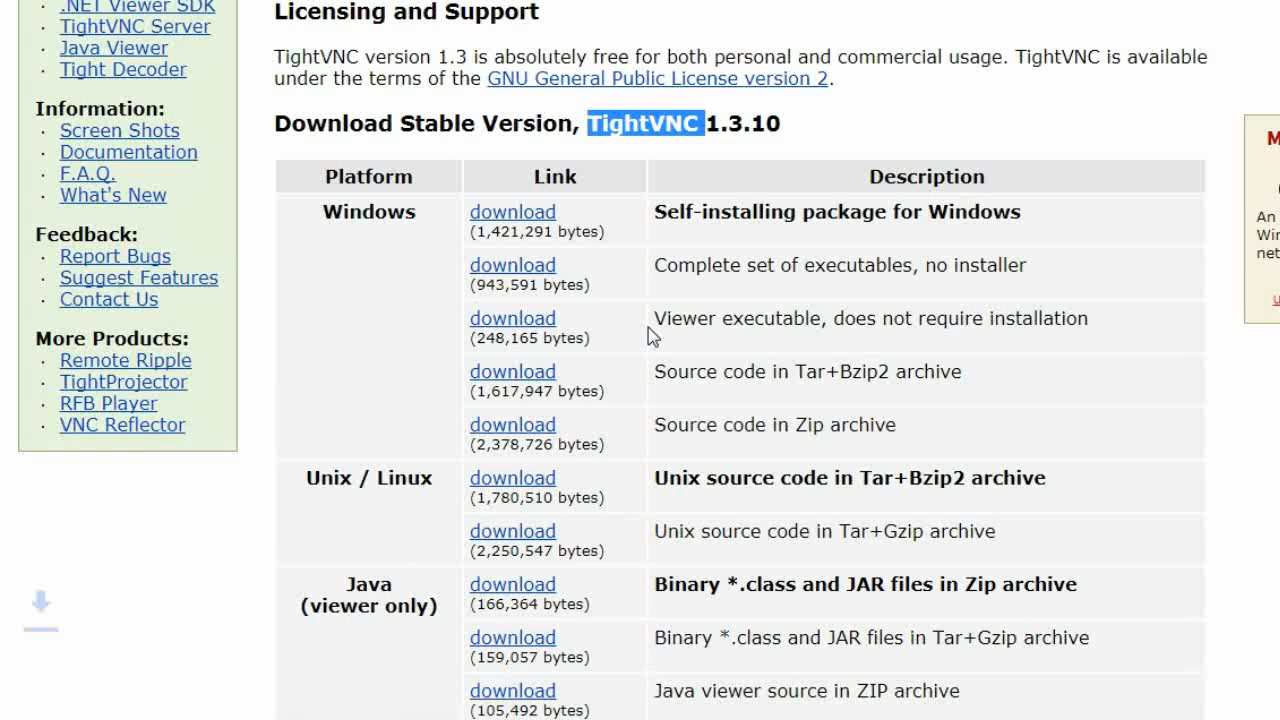 .NET Viewer SDK
· TightVNC Server
· Java Viewer
· Tight Decoder
Information:
· Screen Shots
· Documentation
· F.A.Q.
· What's New
Feedback:
· Report Bugs
· Suggest Features
· Contact Us
More Products:
· Remote Ripple
· TightProjector
· RFB Player
· VNC Reflector
Licensing and Support
TightVNC version 1.3 is absolutely free for both personal and commercial usage. TightVNC is available
under the terms of the GNU General Public License version 2.
Download Stable Version, TightVNC 1.3.10
Platform Link Description
Windows download Self-installing package for Windows
(1,421,291 bytes)
download Complete set of executables, no installer
(943,591 bytes)
download Viewer executable, does not require installation
(248,165 bytes)
download Source code in Tar+Bzip2 archive
(1,617,947 bytes)
download Source code in Zip archive
(2,378,726 bytes)
Unix / Linux download Unix source code in Tar+Bzip2 archive
(1,780,510 bytes)
download Unix source code in Tar+Gzip archive
(2,250,547 bytes)
Java download Binary *.class and JAR files in Zip archive
(viewer only) (166,364 bytes)
download Binary *.class and JAR files in Tar+Gzip archive
(159,057 bytes)
download Java viewer source in ZIP archive
(105,492 bytes)
An